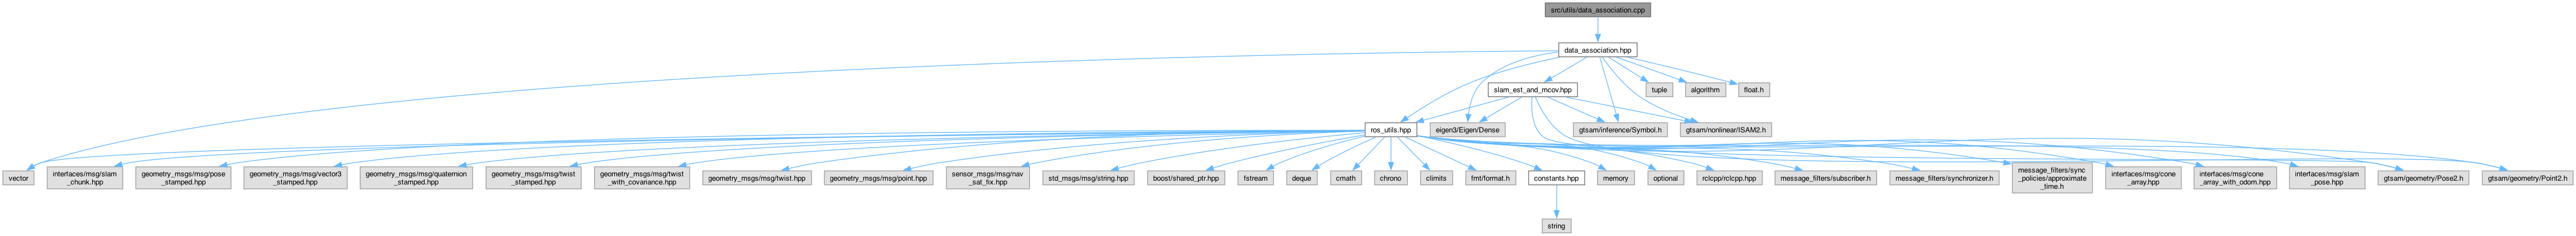 src/utils/data_association.cpp
data_association.hpp
slam_est_and_mcov.hpp
tuple
algorithm
float.h
ros_utils.hpp
eigen3/Eigen/Dense
gtsam/inference/Symbol.h
gtsam/nonlinear/ISAM2.h
vector
interfaces/msg/slam
_chunk.hpp
geometry_msgs/msg/pose
_stamped.hpp
geometry_msgs/msg/vector3
_stamped.hpp
geometry_msgs/msg/quaternion
_stamped.hpp
geometry_msgs/msg/twist
_stamped.hpp
geometry_msgs/msg/twist
_with_covariance.hpp
geometry_msgs/msg/twist.hpp
geometry_msgs/msg/point.hpp
sensor_msgs/msg/nav
_sat_fix.hpp
std_msgs/msg/string.hpp
boost/shared_ptr.hpp
fstream
deque
cmath
chrono
climits
fmt/format.h
constants.hpp
memory
optional
rclcpp/rclcpp.hpp
message_filters/subscriber.h
message_filters/synchronizer.h
message_filters/sync
_policies/approximate
_time.h
interfaces/msg/cone
_array.hpp
interfaces/msg/cone
_array_with_odom.hpp
interfaces/msg/slam
_pose.hpp
gtsam/geometry/Pose2.h
gtsam/geometry/Point2.h
string